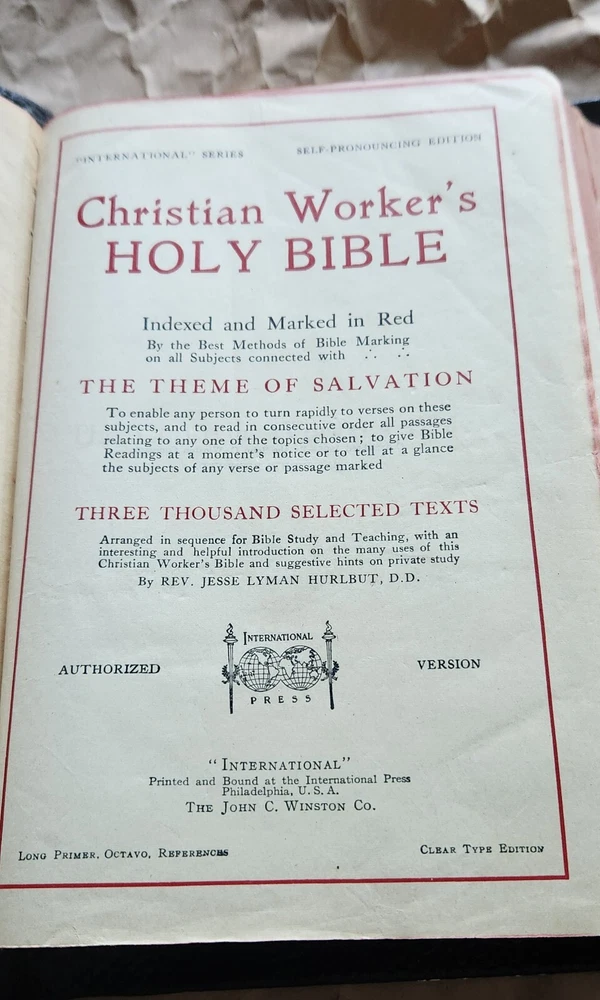 "INTERNATIONAL" SERIES
SELF-PRONOUNCING EDITION
Christian Worker's
HOLY BIBLE
Indexed and Marked in Red
By the Best Methods of Bible Marking
on all Subjects connected with ∴ ∴
THE THEME OF SALVATION
To enable any person to turn rapidly to verses on these
subjects, and to read in consecutive order all passages
relating to any one of the topics chosen; to give Bible
Readings at a moment's notice or to tell at a glance
the subjects of any verse or passage marked
THREE THOUSAND SELECTED TEXTS
Arranged in sequence for Bible Study and Teaching, with an
interesting and helpful introduction on the many uses of this
Christian Worker's Bible and suggestive hints on private study
By REV. JESSE LYMAN HURLBUT, D.D.
INTERNATIONAL
PRESS
AUTHORIZED
VERSION
"INTERNATIONAL"
Printed and Bound at the International Press
Philadelphia, U. S. A.
THE JOHN C. WINSTON CO.
LONG PRIMER, OCTAVO, REFERENCES
CLEAR TYPE EDITION